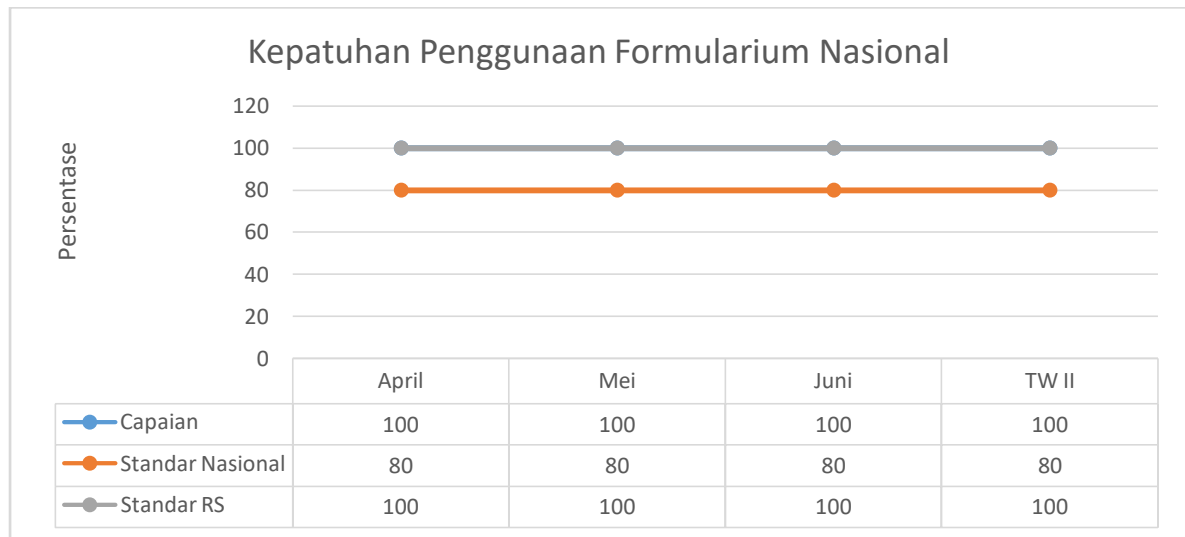 Kepatuhan Penggunaan Formularium Nasional
Persentase
120
100
80
60
40
20
0
April Mei Juni TW II
Capaian 100 100 100 100
Standar Nasional 80 80 80 80
Standar RS 100 100 100 100